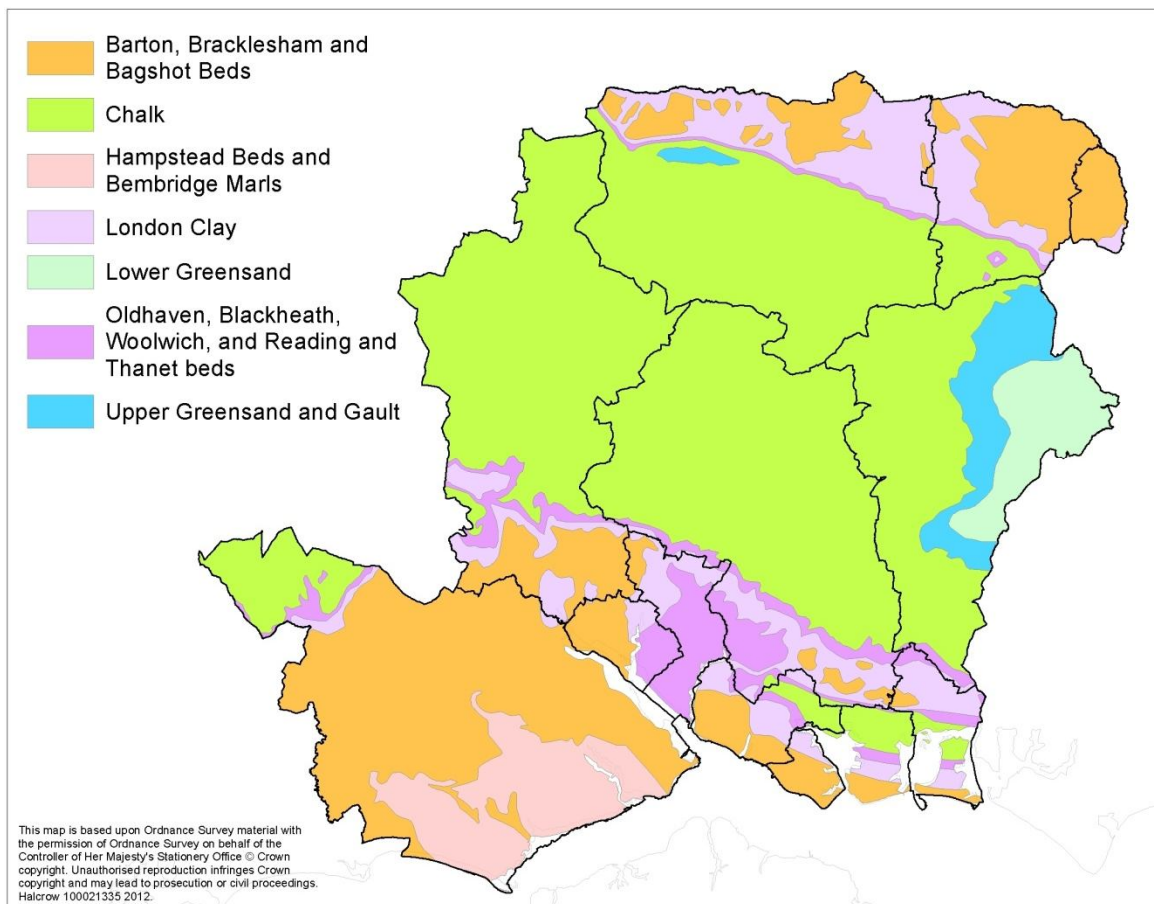 Barton, Bracklesham and
Bagshot Beds
Chalk
Hampstead Beds and
Bembridge Marls
London Clay
Lower Greensand
Oldhaven, Blackheath,
Woolwich, and Reading and
Thanet beds
Upper Greensand and Gault
This map is based upon Ordnance Survey material with
the permission of Ordnance Survey on behalf of the
Controller of Her Majesty's Stationery Office © Crown
copyright. Unauthorised reproduction infringes Crown
copyright and may lead to prosecution or civil proceedings.
Halcrow 100021335 2012.